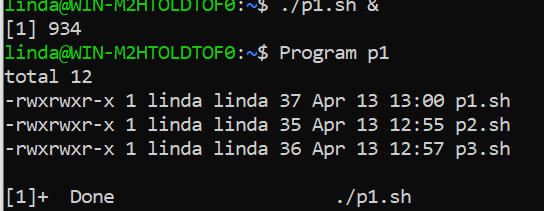 linda@WIN-M2HTOLDTOF0:~$ ./p1.sh &
[1] 934
linda@WIN-M2HTOLDTOF0:~$ Program p1
total 12
-rwxrwxr-x 1 linda linda 37 Apr 13 13:00 p1.sh
-rwxrwxr-x 1 linda linda 35 Apr 13 12:55 p2.sh
-rwxrwxr-x 1 linda linda 36 Apr 13 12:57 p3.sh
[1]+  Done                    ./p1.sh